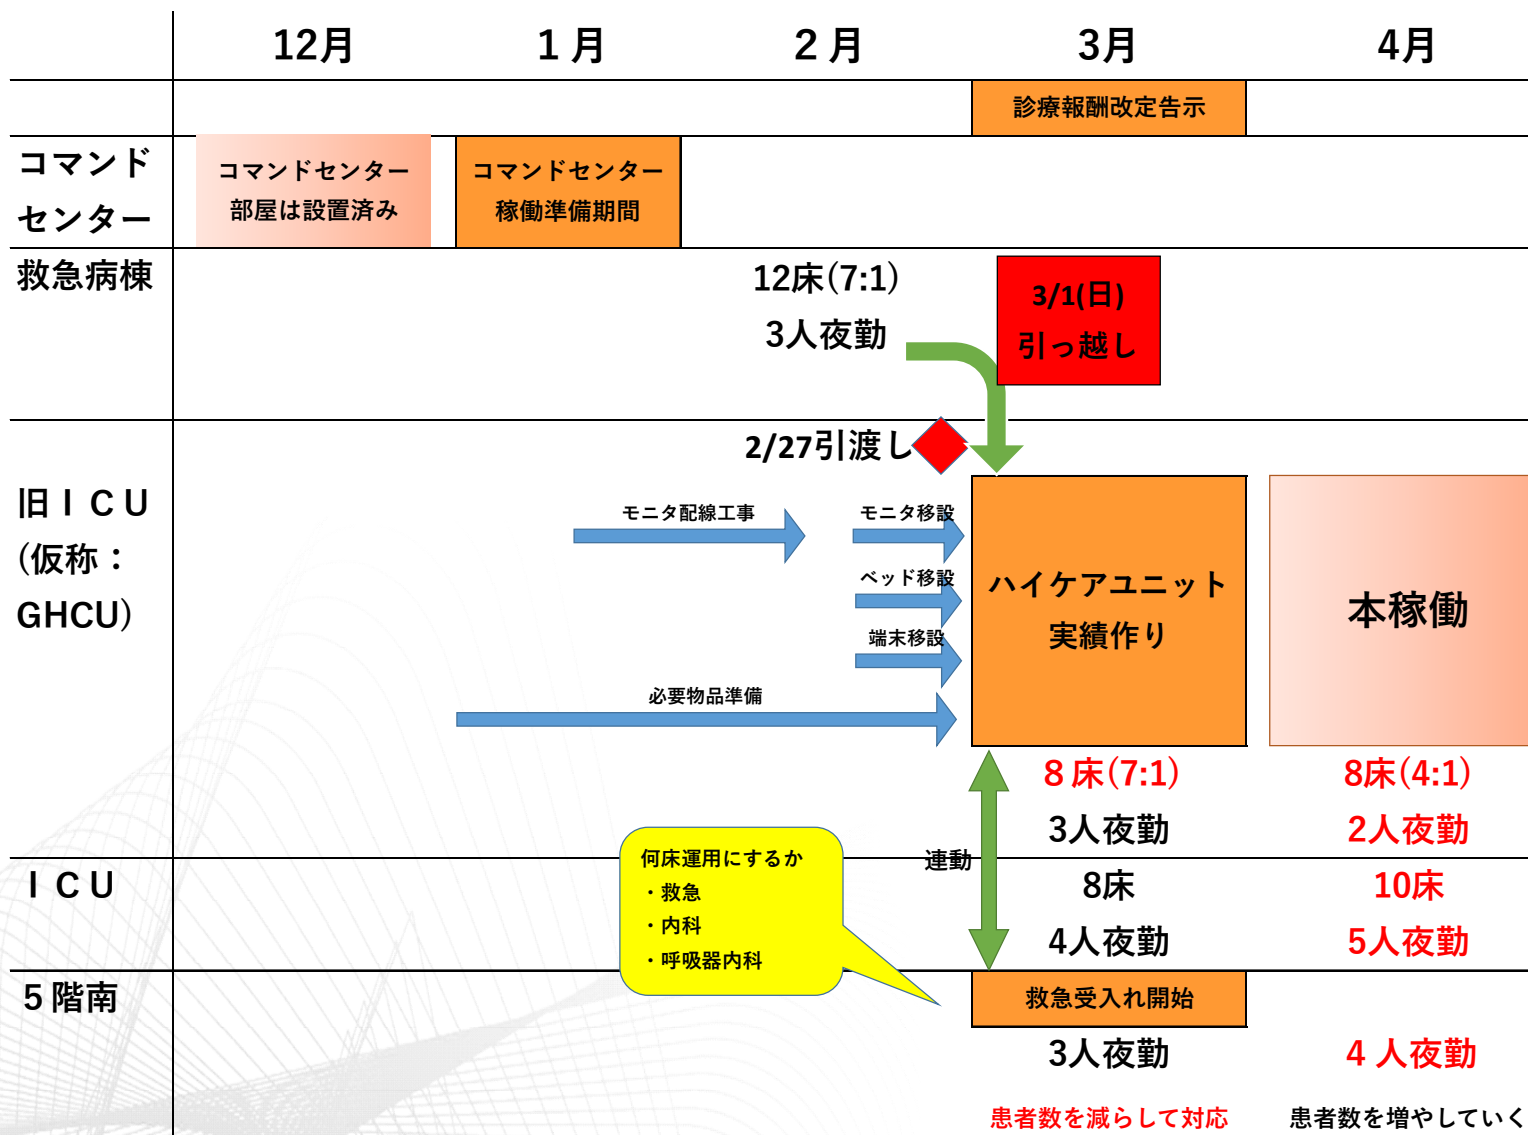 12月
1月
2月
3月
4月
診療報酬改定告示
コマンド
センター
コマンドセンター
部屋は設置済み
コマンドセンター
稼働準備期間
救急病棟
12床(7:1)
3人夜勤
3/1(日)
引っ越し
2/27引渡し
旧ICU
(仮称：
GHCU)
モニタ配線工事
モニタ移設
ベッド移設
端末移設
必要物品準備
ハイケアユニット
実績作り
本稼働
8床(7:1)
3人夜勤
8床(4:1)
2人夜勤
何床運用にするか
・救急
・内科
・呼吸器内科
連動
ICU
8床
4人夜勤
10床
5人夜勤
5階南
救急受入れ開始
3人夜勤
4人夜勤
患者数を減らして対応
患者数を増やしていく